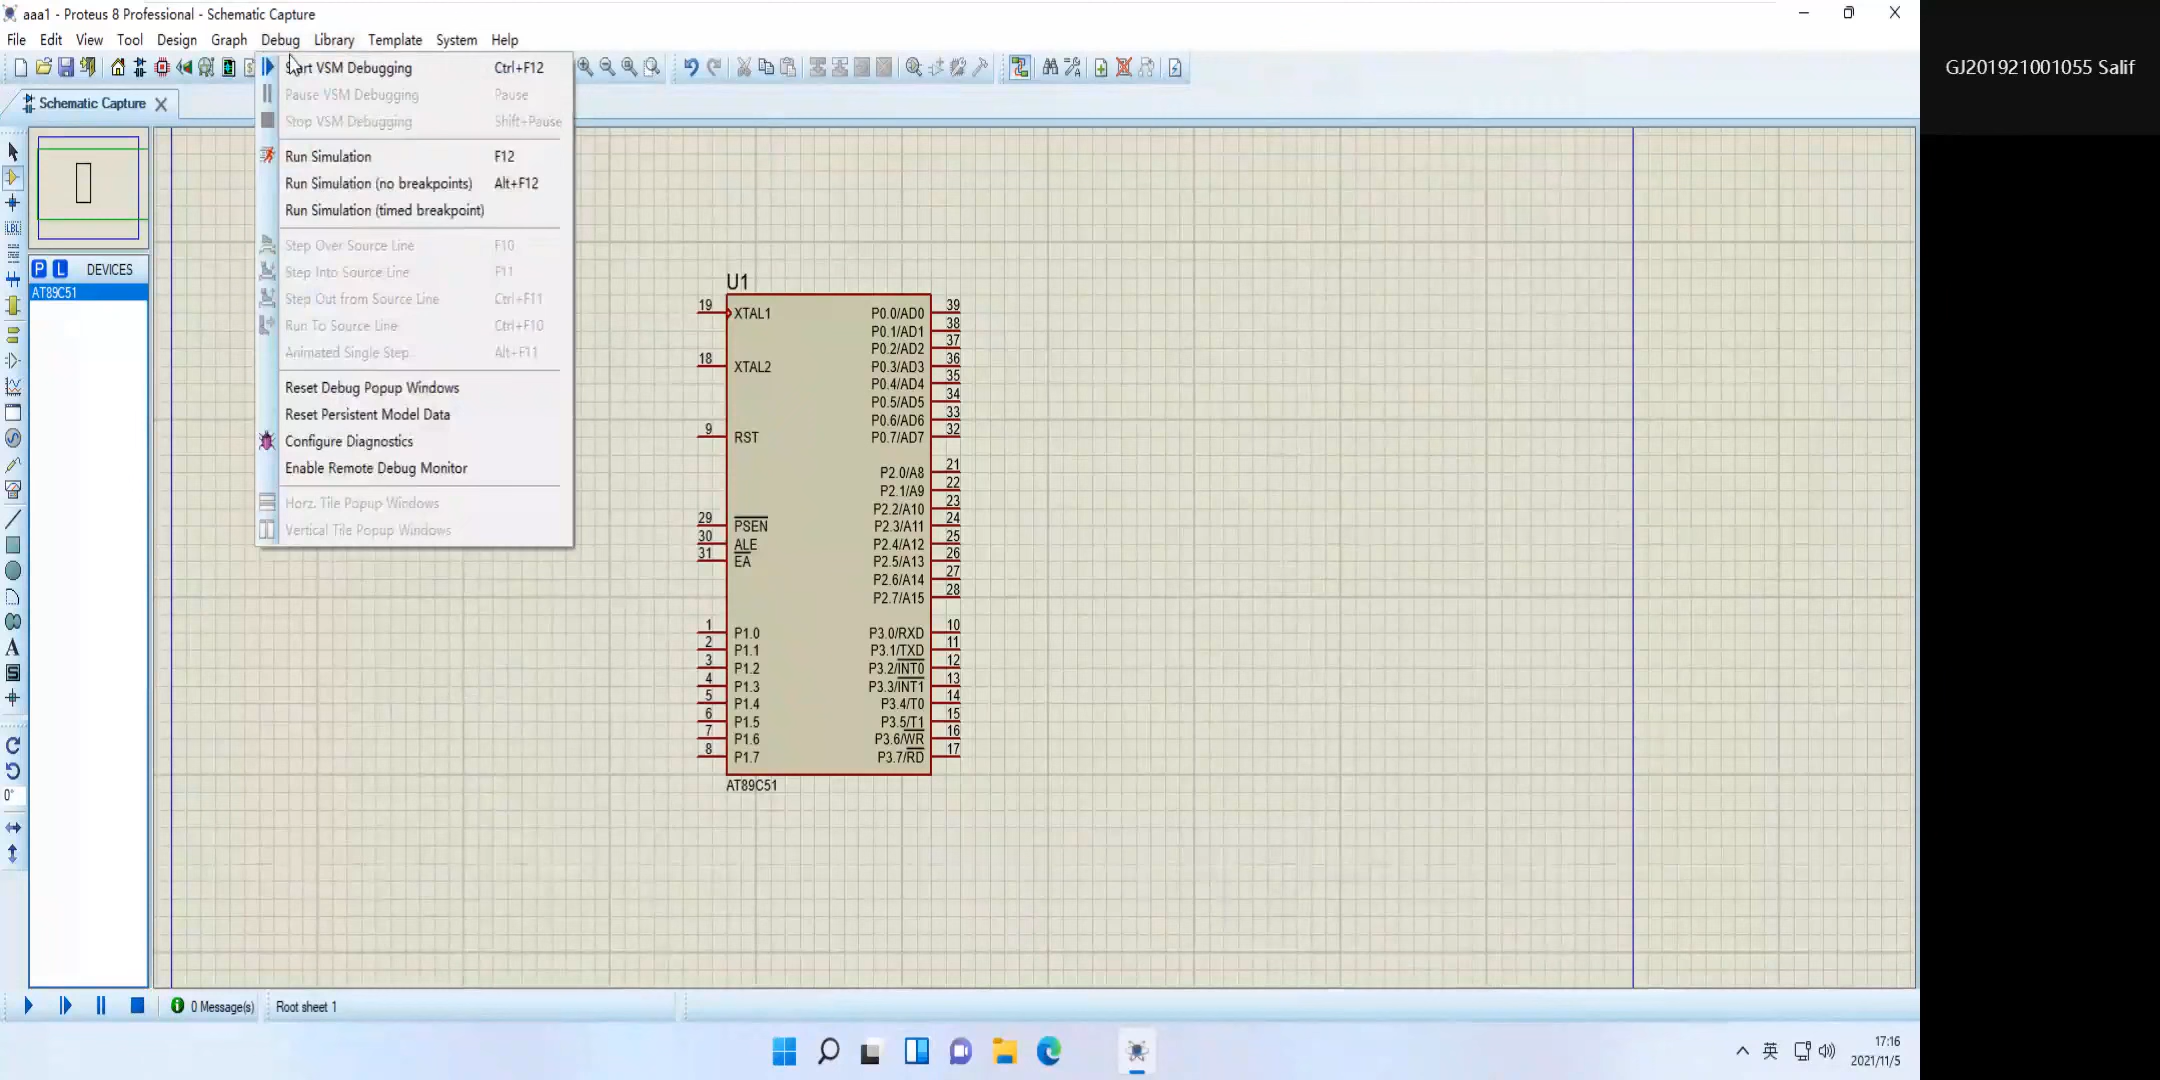 aaa1 - Proteus 8 Professional - Schematic Capture
File Edit View Tool Design Graph Debug Library Template System Help
GJ201921001055 Salif
Schematic Capture
VSM Debugging Ctrl+F12
Pause VSM Debugging Pause
Stop VSM Debugging Shift+Pause
Run Simulation F12
Run Simulation (no breakpoints) Alt+F12
Run Simulation (timed breakpoint)
Step Over Source Line F10
Step Into Source Line F11
Step Out from Source Line Ctrl+F11
Run To Source Line Ctrl+F10
Animated Single Step Alt+F11
Reset Debug Popup Windows
Reset Persistent Model Data
Configure Diagnostics
Enable Remote Debug Monitor
Horz. Tile Popup Windows
Vertical Tile Popup Windows
P L DEVICES
AT89C51
LBL
A
S
0°
U1
19 XTAL1 P0.0/AD0 39
P0.1/AD1 38
P0.2/AD2 37
18 XTAL2 P0.3/AD3 36
P0.4/AD4 35
P0.5/AD5 34
P0.6/AD6 33
9 RST P0.7/AD7 32
P2.0/A8 21
P2.1/A9 22
P2.2/A10 23
29 PSEN P2.3/A11 24
30 ALE P2.4/A12 25
31 EA P2.5/A13 26
P2.6/A14 27
P2.7/A15 28
1 P1.0 P3.0/RXD 10
2 P1.1 P3.1/TXD 11
3 P1.2 P3.2/INT0 12
4 P1.3 P3.3/INT1 13
5 P1.4 P3.4/T0 14
6 P1.5 P3.5/T1 15
7 P1.6 P3.6/WR 16
8 P1.7 P3.7/RD 17
AT89C51
0 Message(s) Root sheet 1
英
17:16
2021/11/5